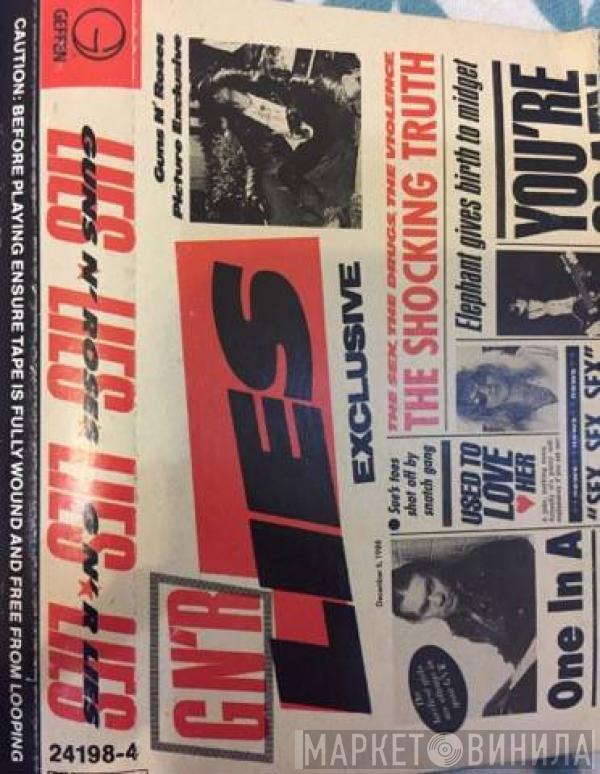 CAUTION: BEFORE PLAYING ENSURE TAPE IS FULLY WOUND AND FREE FROM LOOPING
GEFFEN
LIES LIES LIES LIES
GUNS N' ROSES
GN'R LIES
24198-4
Guns N' Roses
Picture Exclusive
GN'R
LIES
EXCLUSIVE
December 6, 1988
THE SEX, THE DRUGS, THE VIOLENCE,
THE SHOCKING TRUTH
Sue's toes
shot off by
snatch gang
Elephant gives birth to midget
USED TO
LOVE
HER
YOU'RE
"SEX SEX SEX"
One In A
МАРКЕТ ВИНИЛА